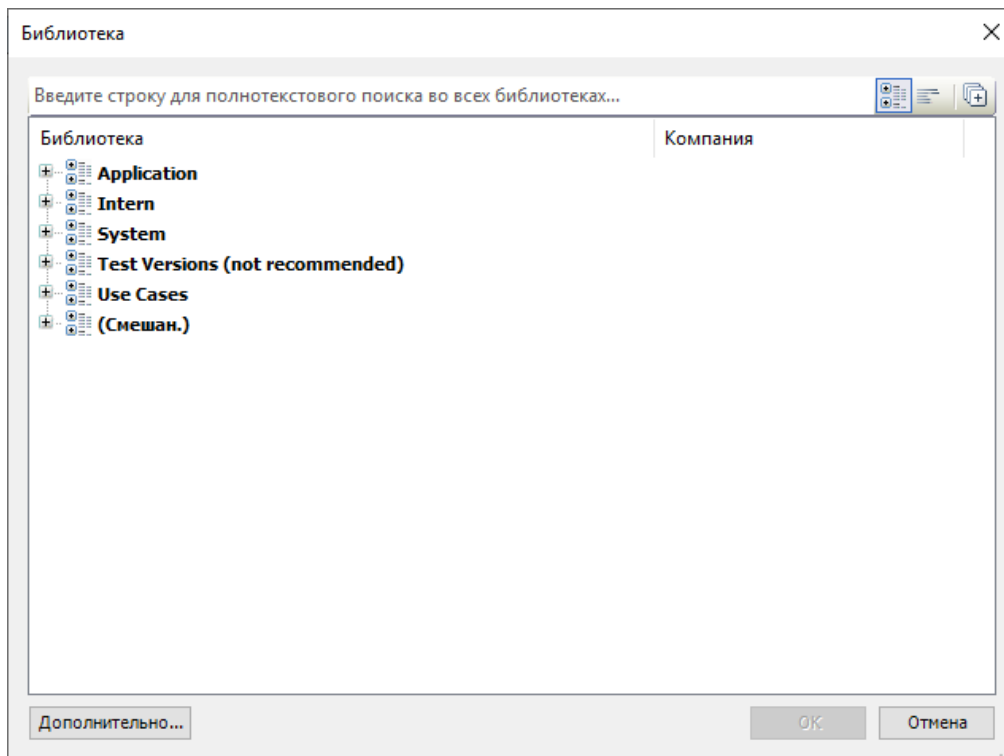 Библиотека
Введите строку для полнотекстового поиска во всех библиотеках...
Библиотека Компания
Application
Intern
System
Test Versions (not recommended)
Use Cases
(Смешан.)
Дополнительно... OK Отмена